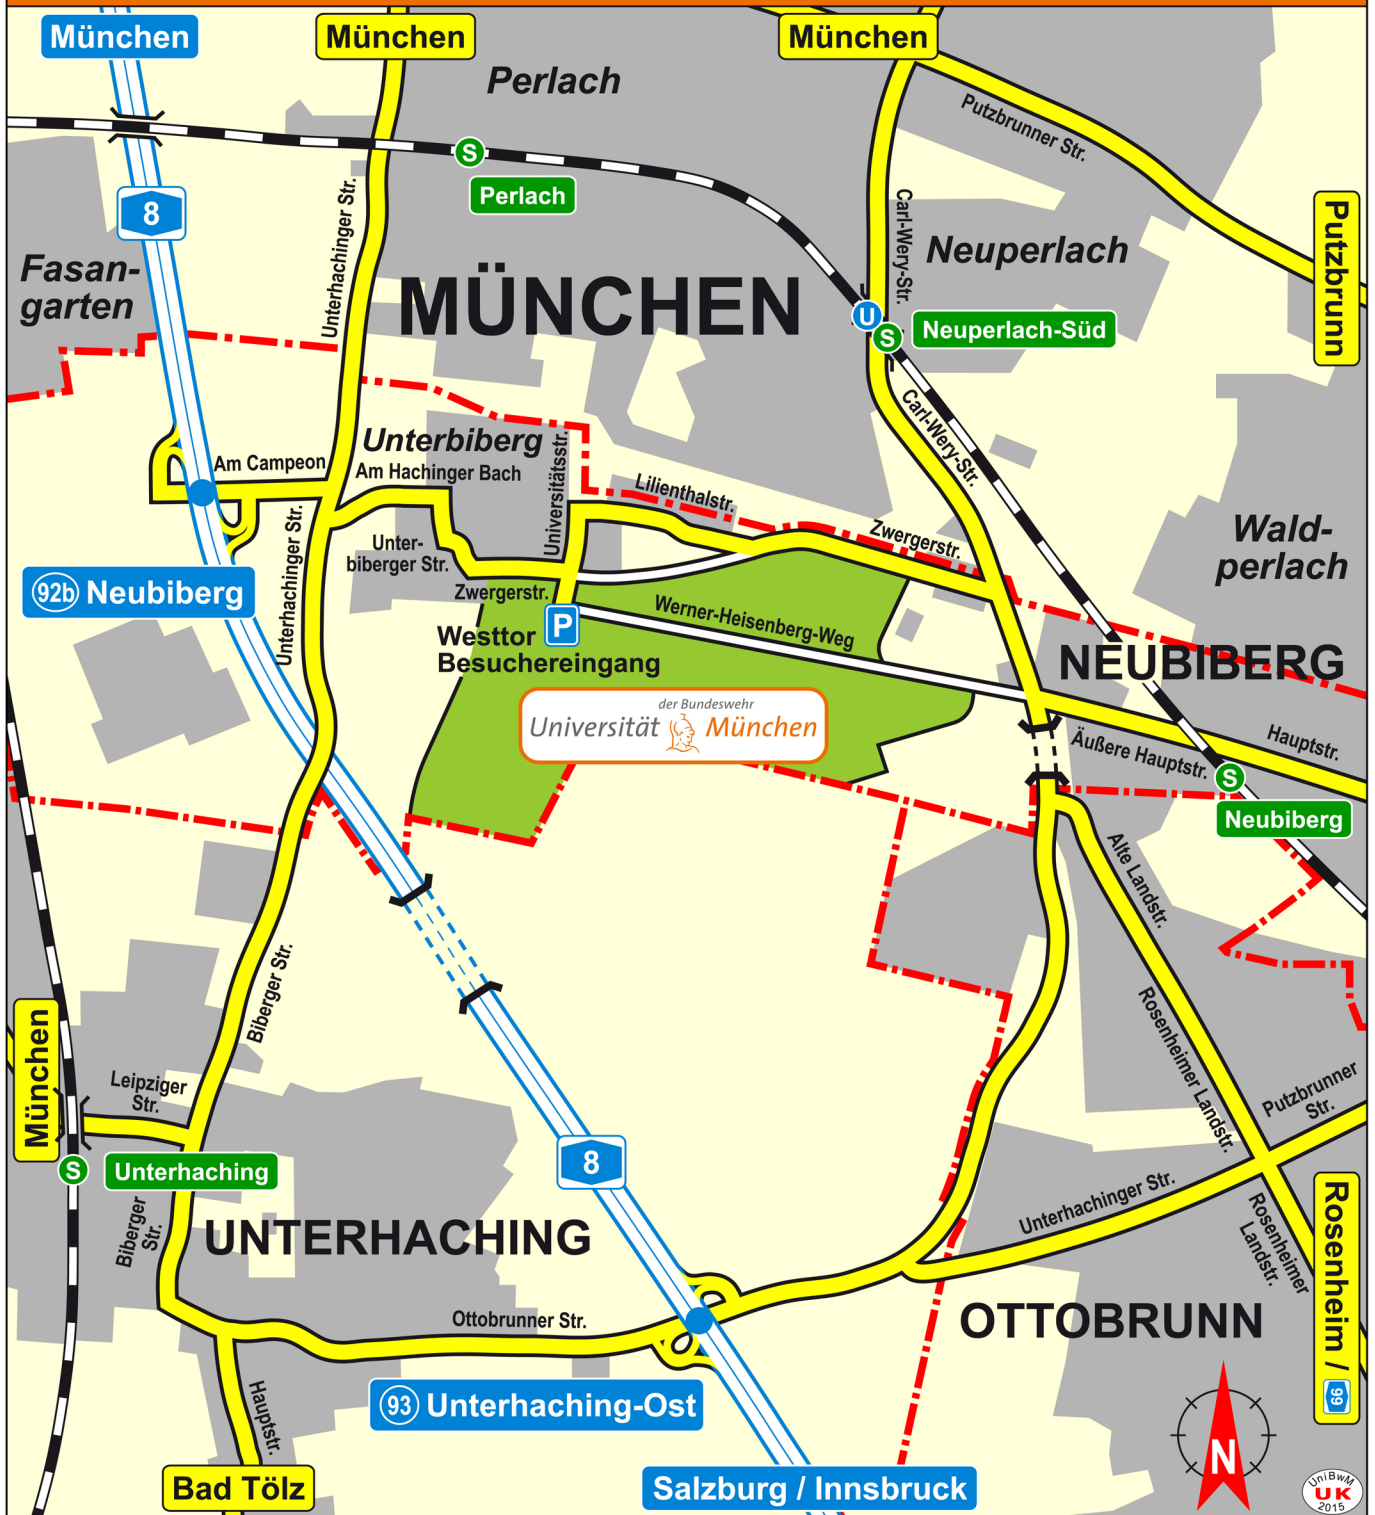 München
München
München
Perlach
Putzbrunner Str.
S
Perlach
8
Unterhachinger Str.
Carl-Wery-Str.
Putzbrunn
Fasan-
garten
Neuperlach
MÜNCHEN
U
S
Neuperlach-Süd
Carl-Wery-Str.
Unterbiberg
Am Campeon
Am Hachinger Bach
Universitätsstr.
Lilienthalstr.
Zwergerstr.
Wald-
perlach
Unterhachinger Str.
Unter-
biberger Str.
92b Neubiberg
Zwergerstr.
Werner-Heisenberg-Weg
P
Westtor
Besuchereingang
NEUBIBERG
der Bundeswehr
Universität München
Äußere Hauptstr.
Hauptstr.
S
Neubiberg
Alte Landstr.
Biberger Str.
Rosenheimer Landstr.
München
Leipziger
Str.
Putzbrunner
Str.
S
Unterhaching
8
Biberger
Str.
UNTERHACHING
Unterhachinger Str.
Rosenheimer
Landstr.
Rosenheim /
99
Ottobrunner Str.
OTTOBRUNN
93 Unterhaching-Ost
Hauptstr.
Bad Tölz
Salzburg / Innsbruck
N
UniBwM
UK
2015